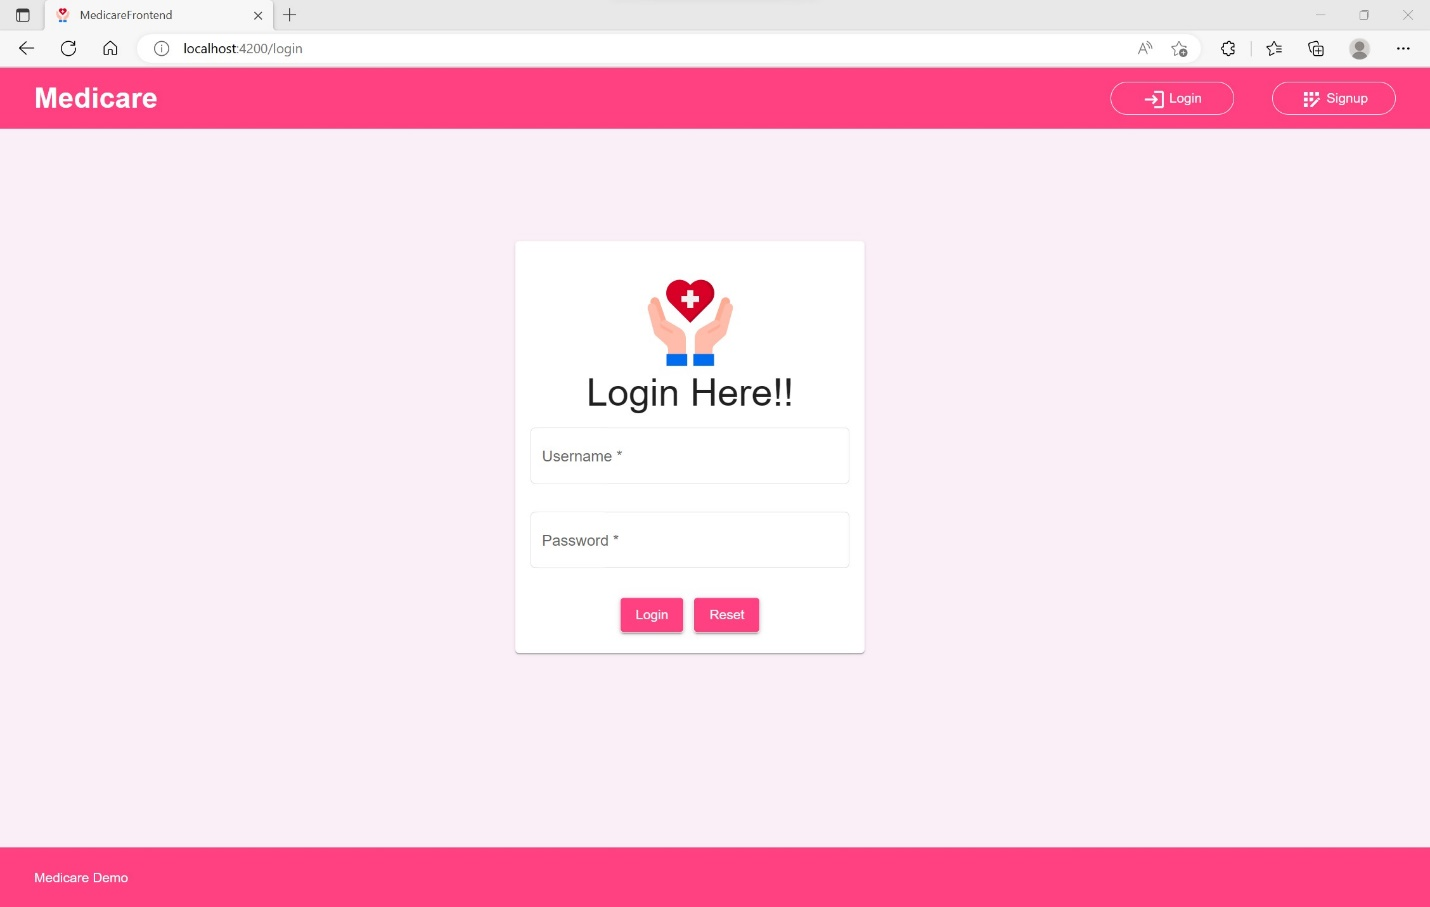 MedicareFrontend
localhost:4200/login
Medicare
Login
Signup
Login Here!!
Username *
Password *
Login
Reset
Medicare Demo